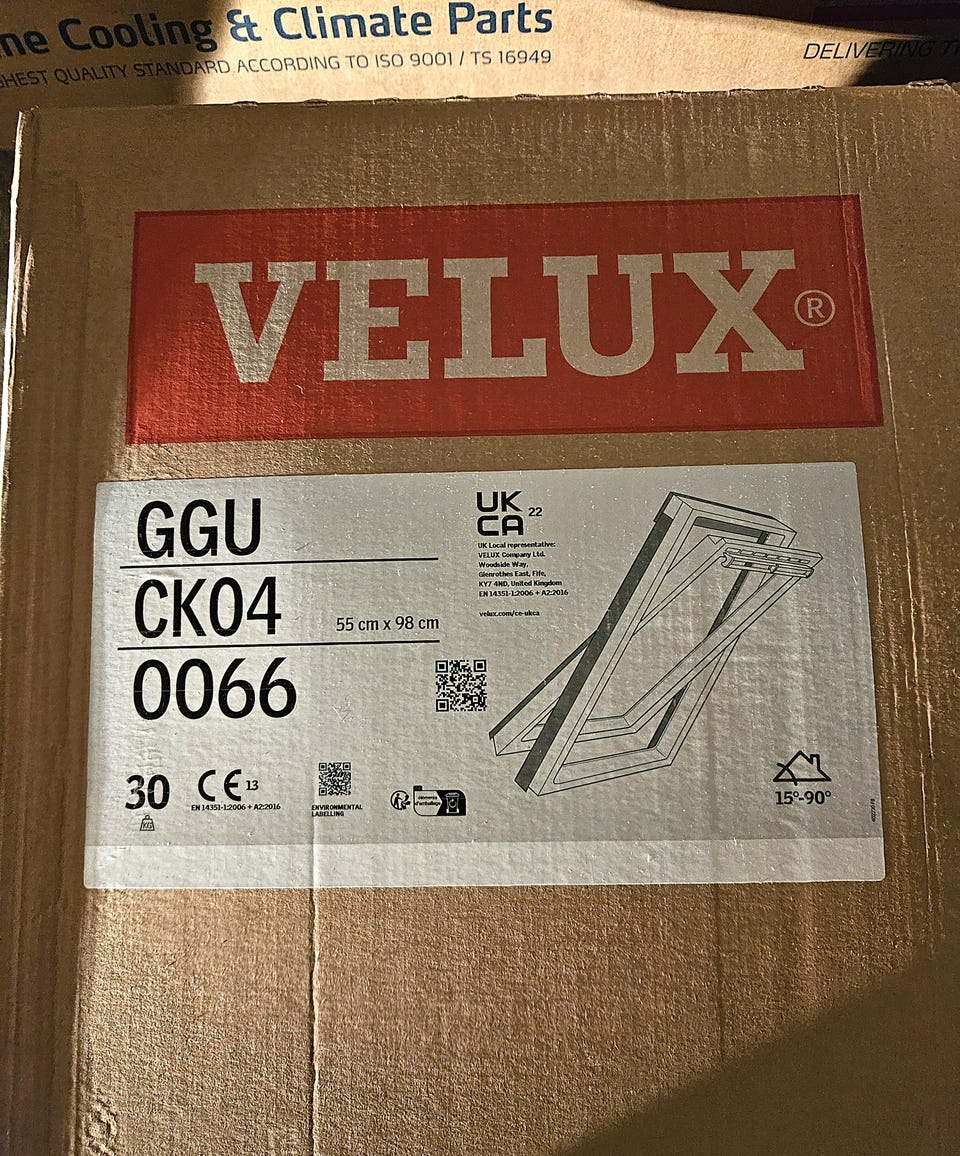 ne Cooling & Climate Parts
HEST QUALITY STANDARD ACCORDING TO ISO 9001 / TS 16949
DELIVERING
VELUX®
GGU
CK04
55 cm x 98 cm
0066
UK
CA 22
UK Local representative:
VELUX Company Ltd.
Woodside Way,
Glenrothes East, Fife,
KY7 4ND, United Kingdom
EN 14351-1:2006 + A2:2016
velux.com/ce-ukca
30
KG
CE 13
EN 14351-1:2006 + A2:2016
ENVIRONMENTAL
LABELLING
15°-90°